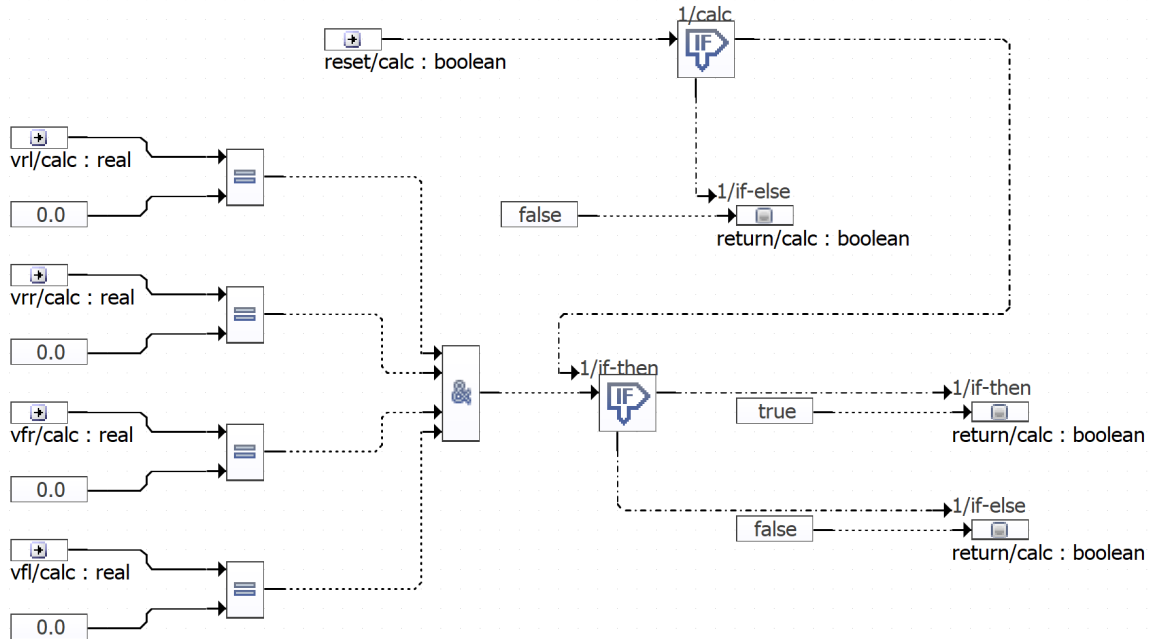 1/calc
reset/calc : boolean
IF
vrl/calc : real
=
0.0
1/if-else
false
return/calc : boolean
vrr/calc : real
=
0.0
1/if-then
&
IF
1/if-then
true
return/calc : boolean
vfr/calc : real
=
0.0
1/if-else
false
return/calc : boolean
vfl/calc : real
=
0.0